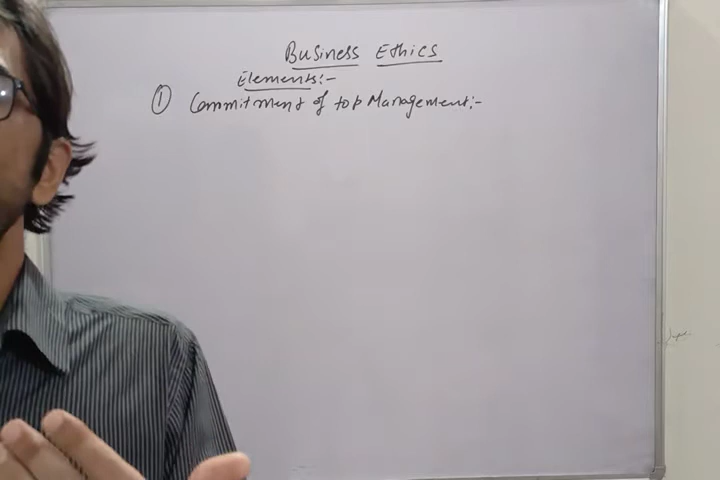 Business Ethics
Elements:-
① Commitment of top Management:-